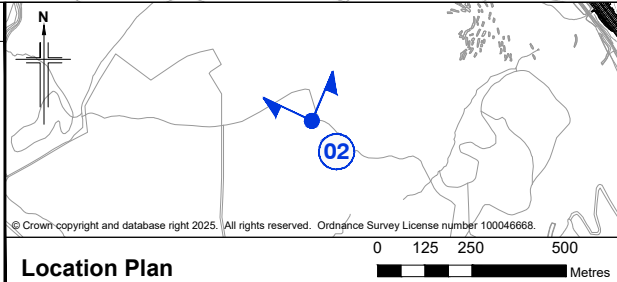 N
02
© Crown copyright and database right 2025. All rights reserved. Ordnance Survey License number 100046668.
Location Plan
0 125 250 500
Metres